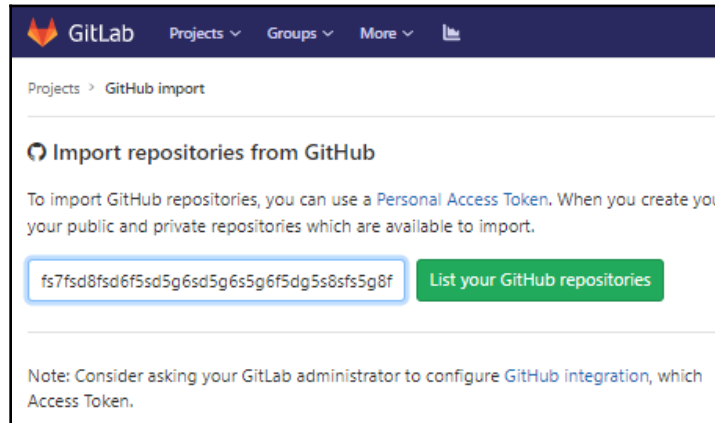 GitLab Projects Groups More
Projects > GitHub import
Import repositories from GitHub
To import GitHub repositories, you can use a Personal Access Token. When you create you
your public and private repositories which are available to import.
fs7fsd8fsd6f5sd5g6sd5g6s5g6f5dg5s8sfs5g8f List your GitHub repositories
Note: Consider asking your GitLab administrator to configure GitHub integration, which
Access Token.